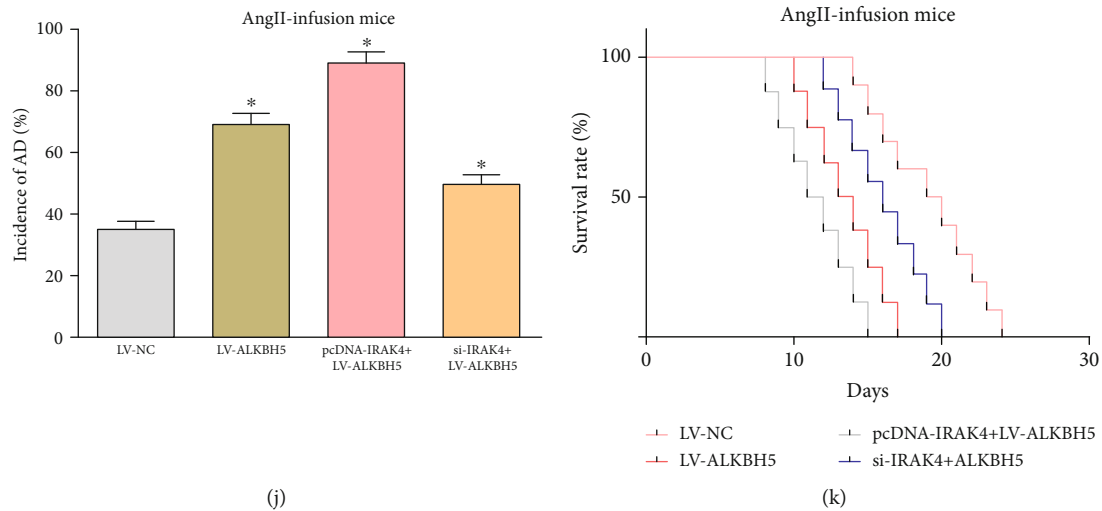 AngII-infusion mice
Incidence of AD (%)
100
80
60
40
20
0
*
*
*
LV-NC
LV-ALKBH5
pcDNA-IRAK4+
LV-ALKBH5
si-IRAK4+
LV-ALKBH5
(j)
AngII-infusion mice
Survival rate (%)
100
50
0
10
20
30
Days
LV-NC
LV-ALKBH5
pcDNA-IRAK4+LV-ALKBH5
si-IRAK4+ALKBH5
(k)